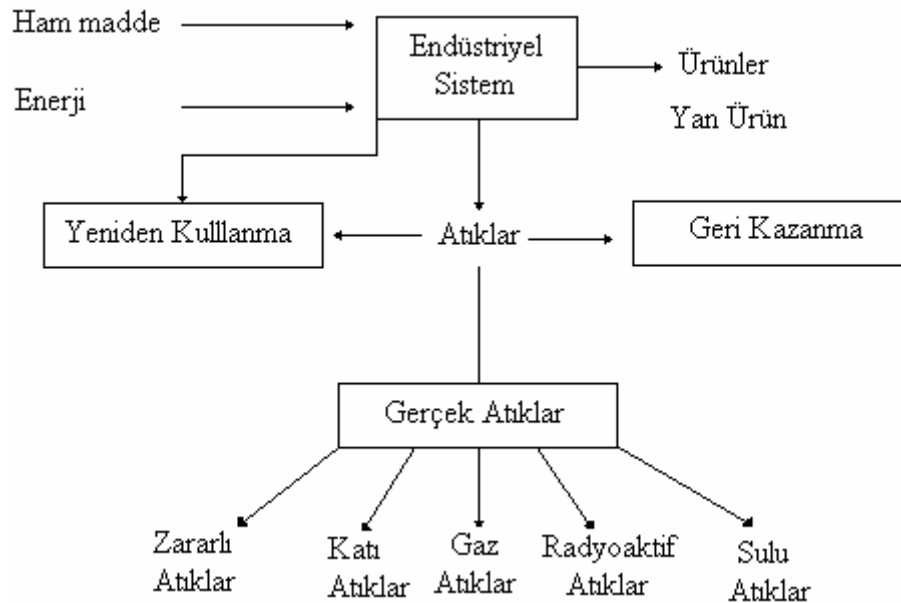 Ham madde
Endüstriyel
Sistem
Ürünler
Enerji
Yan Ürün
Yeniden Kulllanma
Atıklar
Geri Kazanma
Gerçek Atıklar
Zararlı
Atıklar
Katı
Atıklar
Gaz
Atıklar
Radyoaktif
Atıklar
Sulu
Atıklar